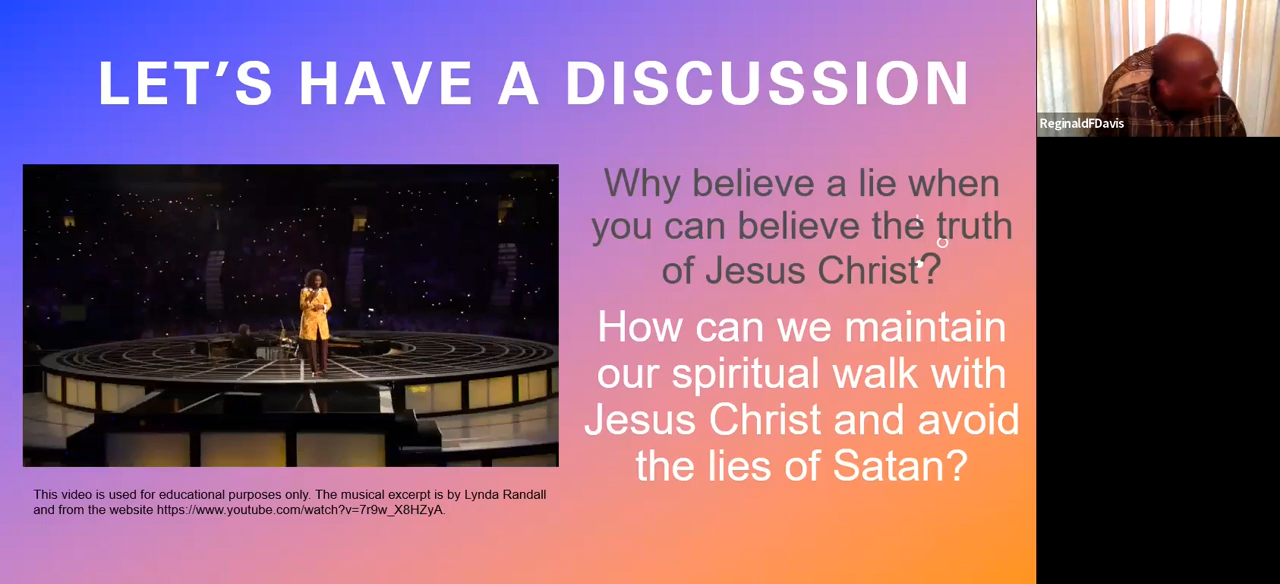 LET'S HAVE A DISCUSSION
ReginaldFDavis
Why believe a lie when
you can believe the truth
of Jesus Christ?
How can we maintain
our spiritual walk with
Jesus Christ and avoid
the lies of Satan?
This video is used for educational purposes only. The musical excerpt is by Lynda Randall
and from the website https://www.youtube.com/watch?v=7r9w_X8HZyA.